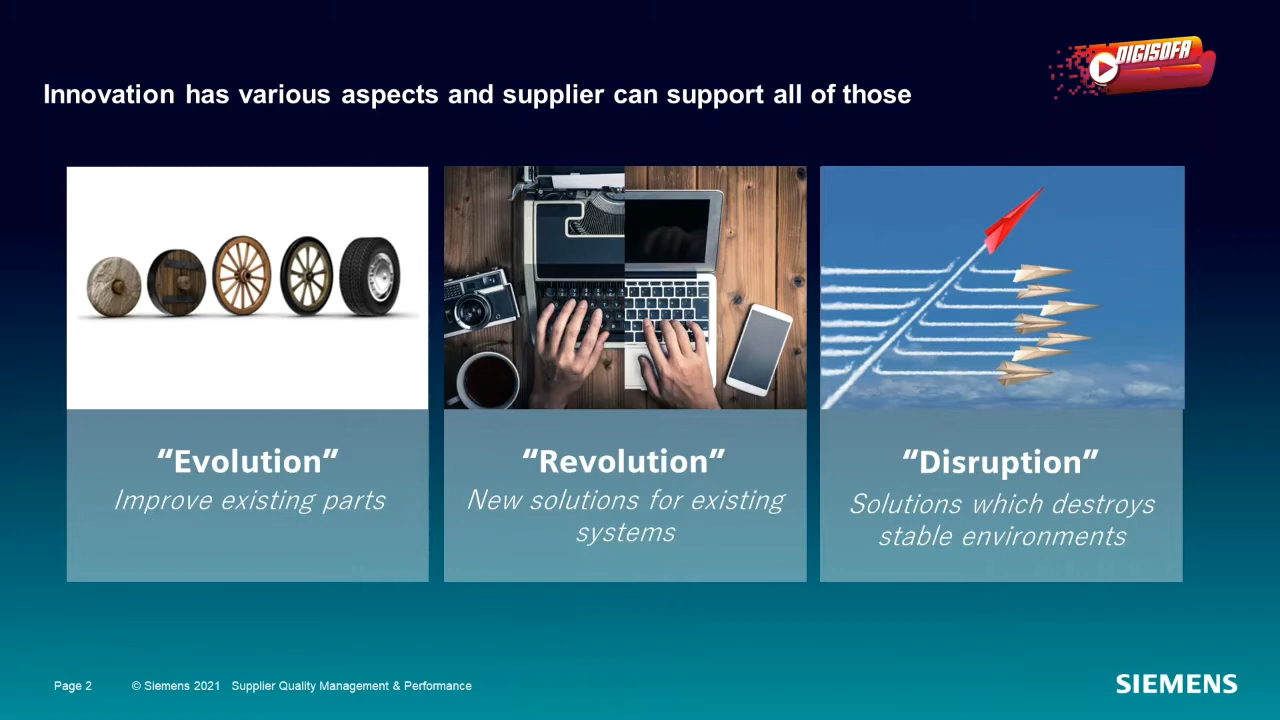 DIGISOFA
Innovation has various aspects and supplier can support all of those
“Evolution”
Improve existing parts
“Revolution”
New solutions for existing
systems
“Disruption”
Solutions which destroys
stable environments
Page 2 © Siemens 2021 Supplier Quality Management & Performance
SIEMENS